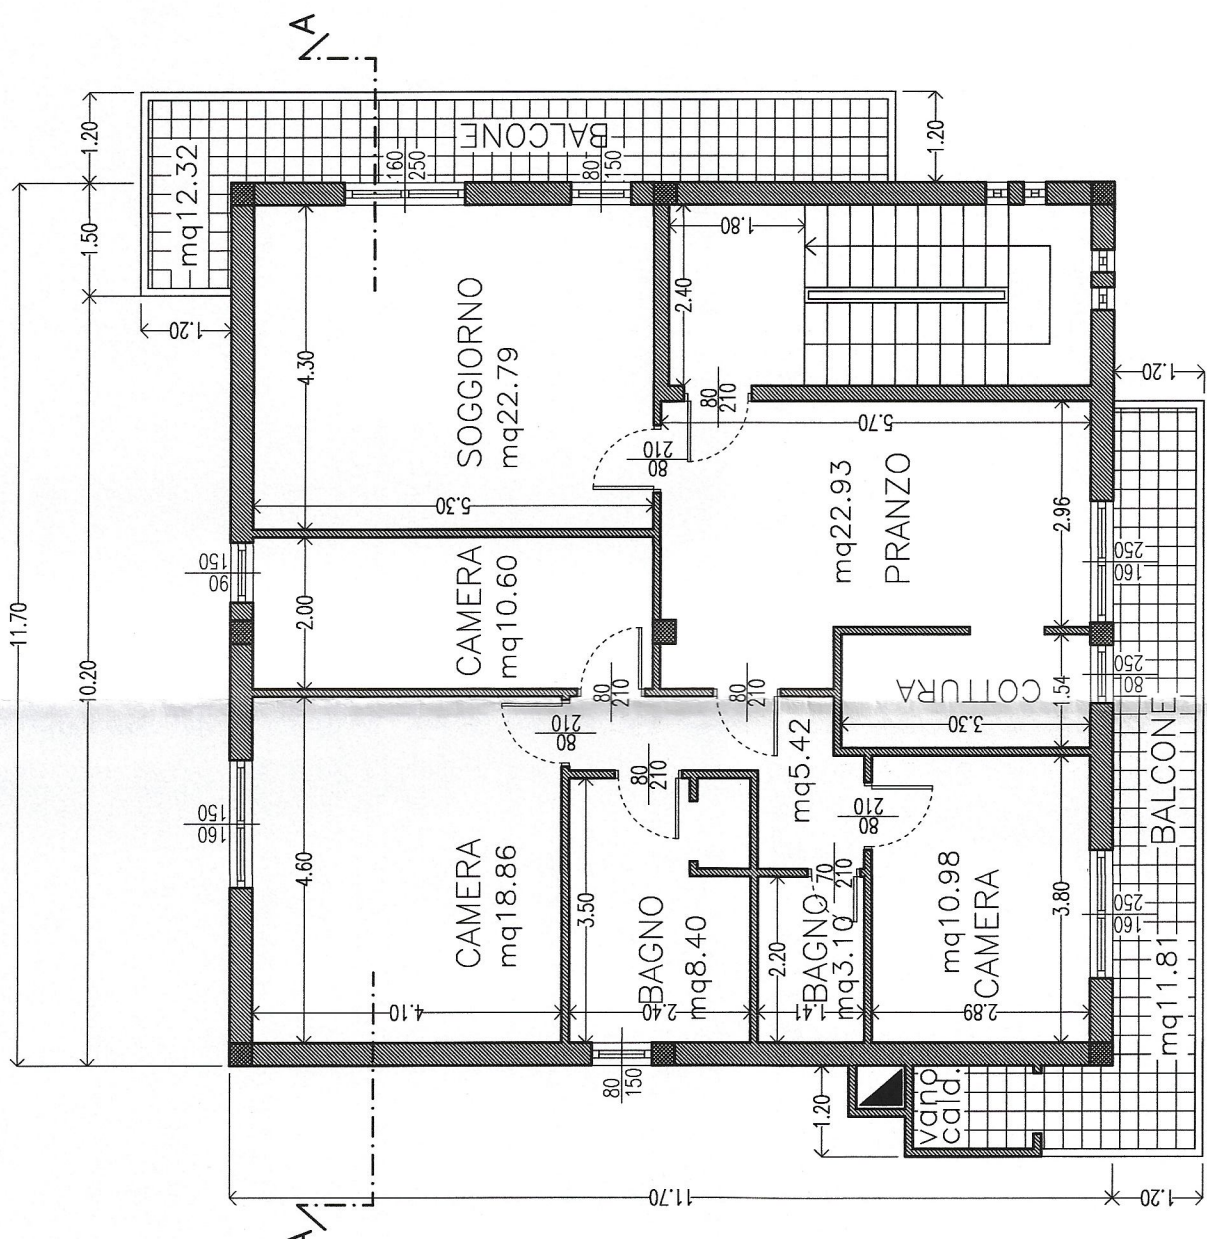 A
1.20
1.50
11.70
10.20
mq12.32
BALCONE
160
250
80
150
1.20
1.20
4.30
SOGGIORNO
mq22.79
5.30
1.80
2.40
80
210
80
210
5.70
1.20
mq22.93
PRANZO
2.96
250
160
90
150
2.00
CAMERA
mq10.60
80
210
80
210
80
210
COTTURA
3.30
1.54
250
80
BALCONE
mq11.81
160
150
4.60
CAMERA
mq18.86
4.10
80
210
3.50
BAGNO
mq8.40
2.40
mq5.42
70
210
2.20
BAGNO
mq3.10
1.41
80
210
mq10.98
CAMERA
2.89
3.80
250
160
80
150
1.20
vano
cald.
11.70
1.20
A